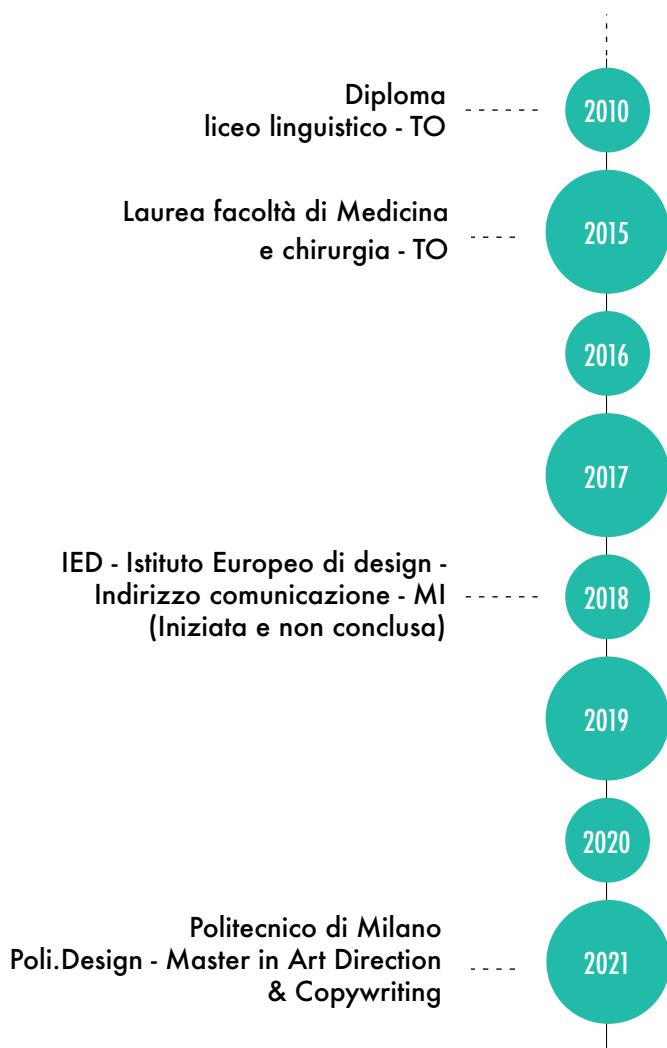 Diploma
liceo linguistico - TO
2010
Laurea facoltà di Medicina
e chirurgia - TO
2015
2016
2017
IED - Istituto Europeo di design -
Indirizzo comunicazione - MI
(Iniziata e non conclusa)
2018
2019
2020
Politecnico di Milano
Poli.Design - Master in Art Direction
& Copywriting
2021